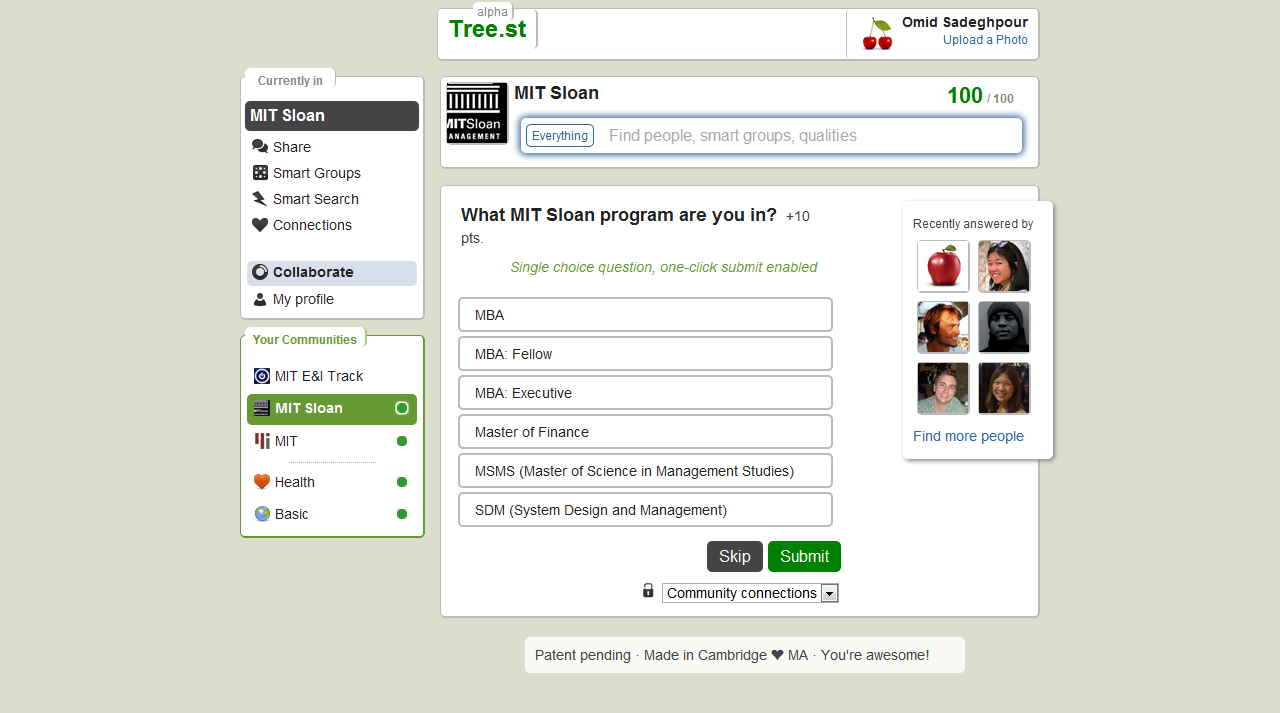 alpha
Tree.st
Omid Sadeghpour
Upload a Photo
Currently in
MIT Sloan
Share
Smart Groups
Smart Search
Connections
Collaborate
My profile
Your Communities
MIT E&I Track
MIT Sloan
MIT
Health
Basic
MITSloan
ANAGEMENT
MIT Sloan
100 / 100
Everything
Find people, smart groups, qualities
What MIT Sloan program are you in? +10
pts.
Single choice question, one-click submit enabled
MBA
MBA: Fellow
MBA: Executive
Master of Finance
MSMS (Master of Science in Management Studies)
SDM (System Design and Management)
Skip
Submit
Community connections
Recently answered by
Find more people
Patent pending · Made in Cambridge ♥ MA · You're awesome!